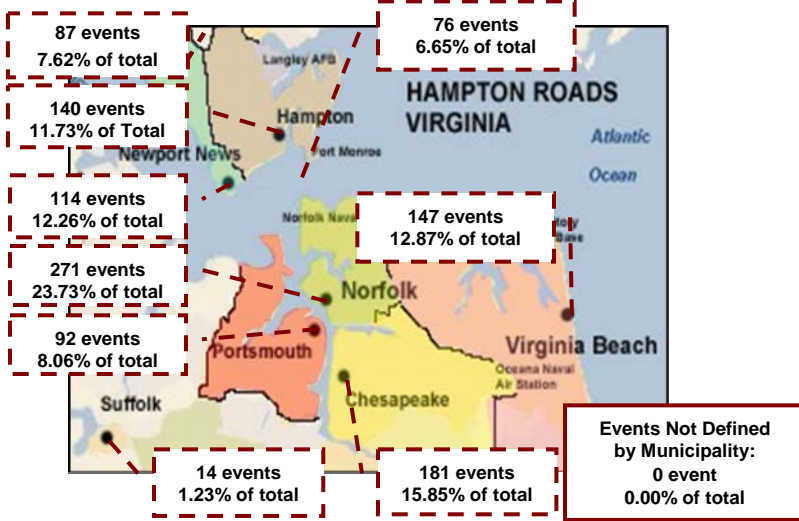 87 events
7.62% of total
76 events
6.65% of total
Langley AFB
140 events
11.73% of Total
Hampton
HAMPTON ROADS
VIRGINIA
Newport News
Fort Monroe
Atlantic
Ocean
114 events
12.26% of total
Norfolk Nava
147 events
12.87% of total
Base
271 events
23.73% of total
Norfolk
92 events
8.06% of total
Portsmouth
Virginia Beach
Oceana Naval
Air Station
Chesapeake
Suffolk
14 events
1.23% of total
181 events
15.85% of total
Events Not Defined
by Municipality:
0 event
0.00% of total